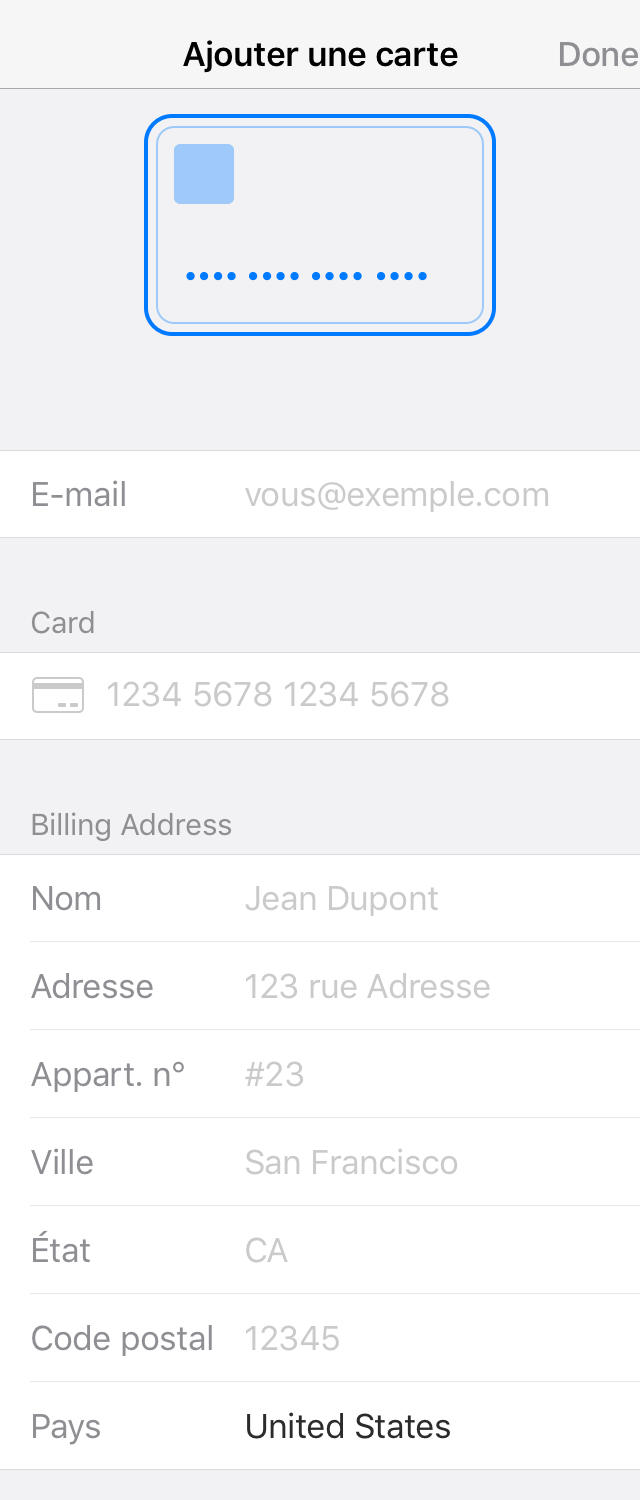 Ajouter une carte Done
•••• •••• •••• ••••
E-mail vous@exemple.com
Card
1234 5678 1234 5678
Billing Address
Nom Jean Dupont
Adresse 123 rue Adresse
Appart. n° #23
Ville San Francisco
État CA
Code postal 12345
Pays United States